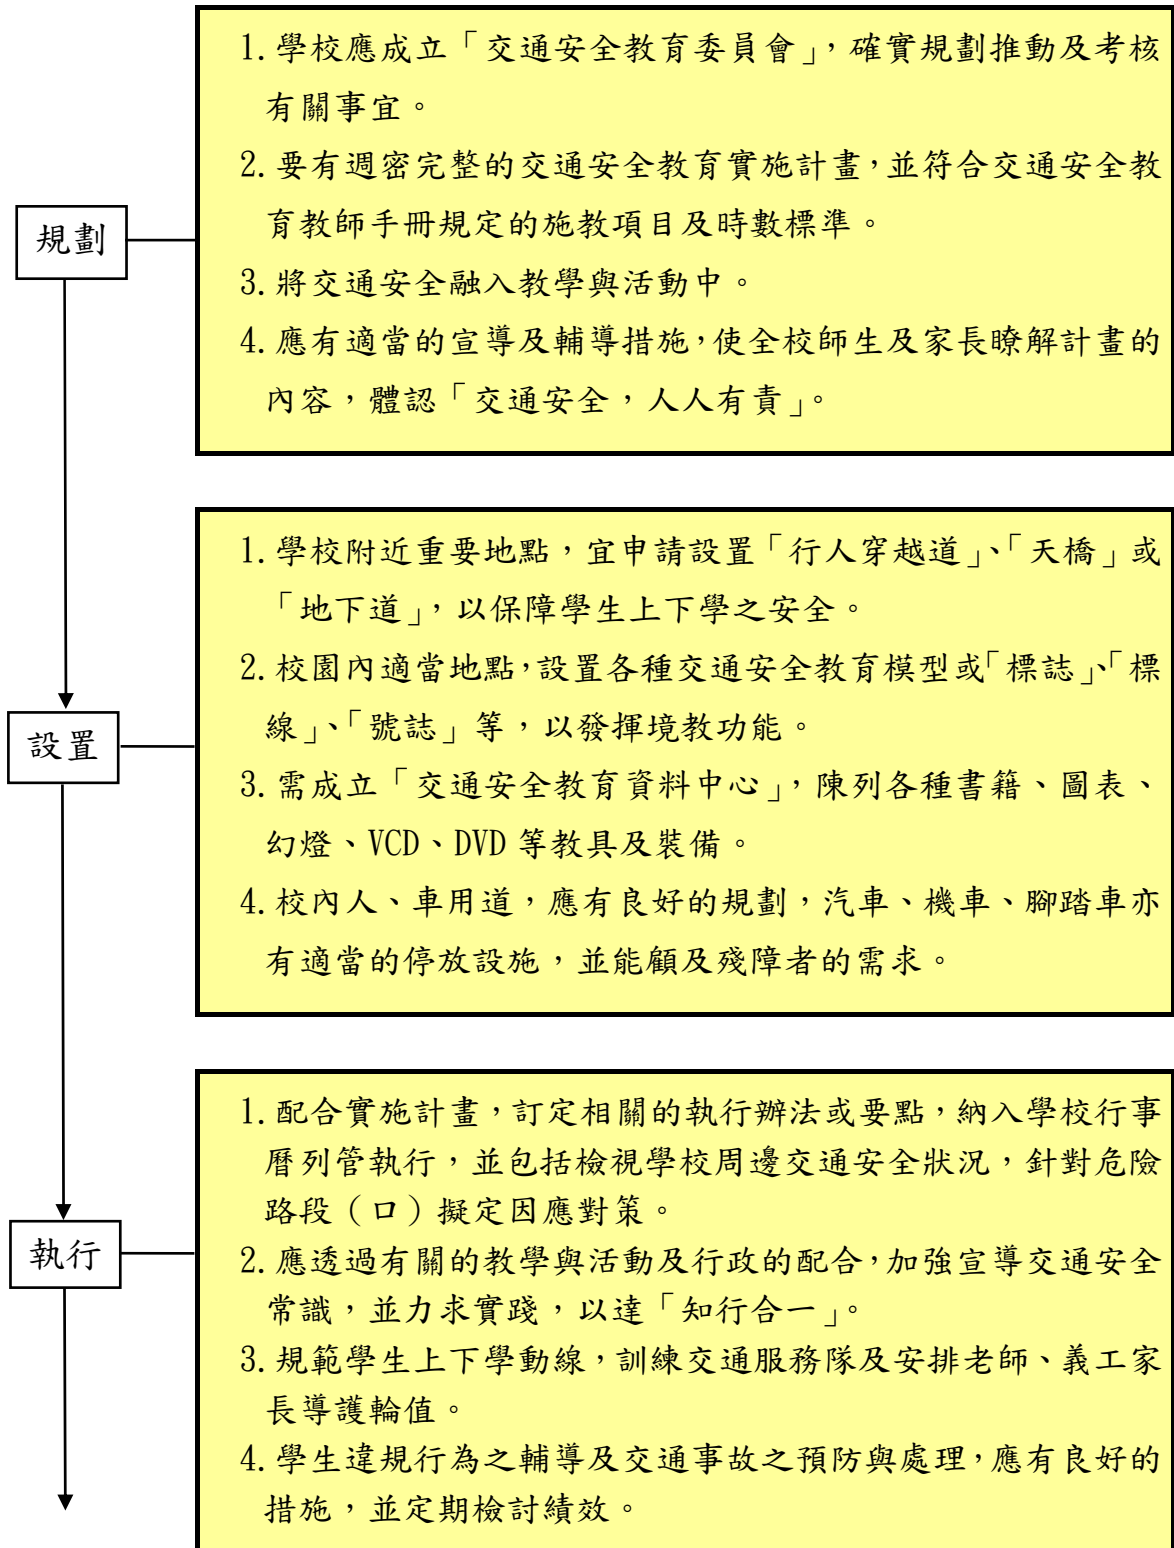 規劃
1.學校應成立「交通安全教育委員會」,確實規劃推動及考核
有關事宜。
2.要有週密完整的交通安全教育實施計畫,並符合交通安全教
育教師手冊規定的施教項目及時數標準。
3.將交通安全融入教學與活動中。
4.應有適當的宣導及輔導措施,使全校師生及家長瞭解計畫的
內容,體認「交通安全,人人有責」。
設置
1.學校附近重要地點,宜申請設置「行人穿越道」、「天橋」或
「地下道」,以保障學生上下學之安全。
2.校園內適當地點,設置各種交通安全教育模型或「標誌」、「標
線」、「號誌」等,以發揮境教功能。
3.需成立「交通安全教育資料中心」,陳列各種書籍、圖表、
幻燈、VCD、DVD 等教具及裝備。
4.校內人、車用道,應有良好的規劃,汽車、機車、腳踏車亦
有適當的停放設施,並能顧及殘障者的需求。
執行
1.配合實施計畫,訂定相關的執行辦法或要點,納入學校行事
曆列管執行,並包括檢視學校周邊交通安全狀況,針對危險
路段(口)擬定因應對策。
2.應透過有關的教學與活動及行政的配合,加強宣導交通安全
常識,並力求實踐,以達「知行合一」。
3.規範學生上下學動線,訓練交通服務隊及安排老師、義工家
長導護輪值。
4.學生違規行為之輔導及交通事故之預防與處理,應有良好的
措施,並定期檢討績效。